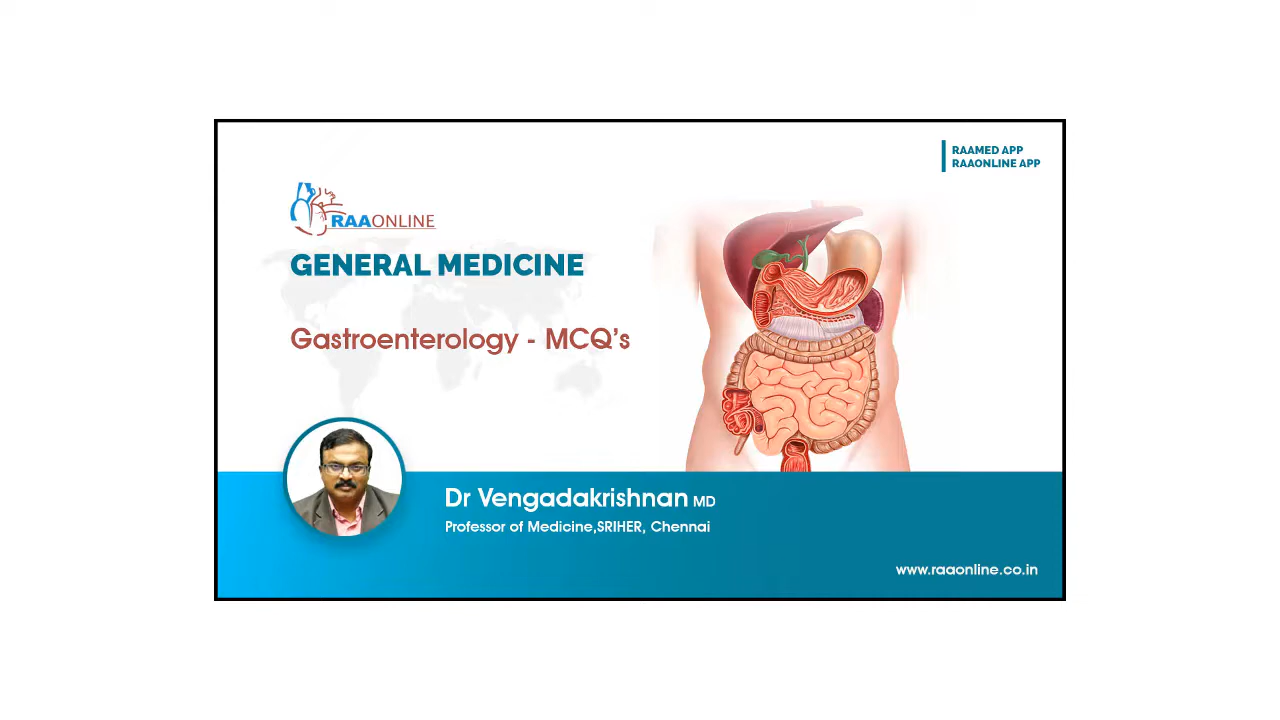 RAAMED APP
RAAONLINE APP
RAAONLINE
GENERAL MEDICINE
Gastroenterology - MCQ's
Dr Vengadakrishnan MD
Professor of Medicine,SRIHER, Chennai
www.raaonline.co.in